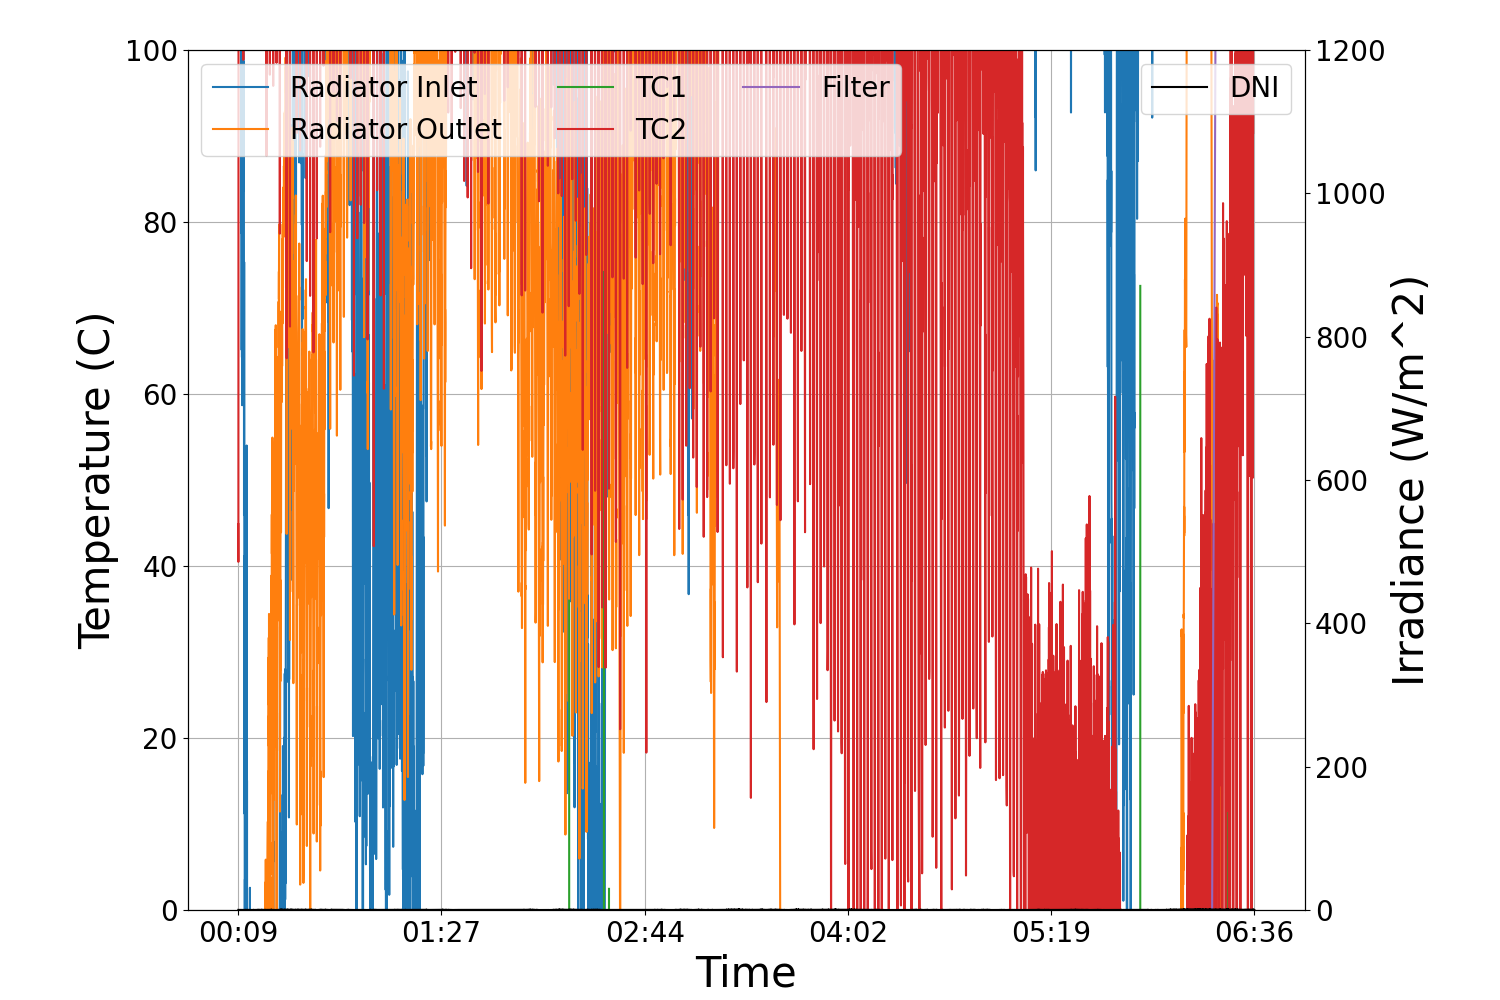 100
80
60
40
20
0
Temperature (C)
Radiator Inlet
Radiator Outlet
TC1
TC2
Filter
DNI
1200
1000
800
600
400
200
0
Irradiance (W/m^2)
00:09
01:27
02:44
04:02
05:19
06:36
Time